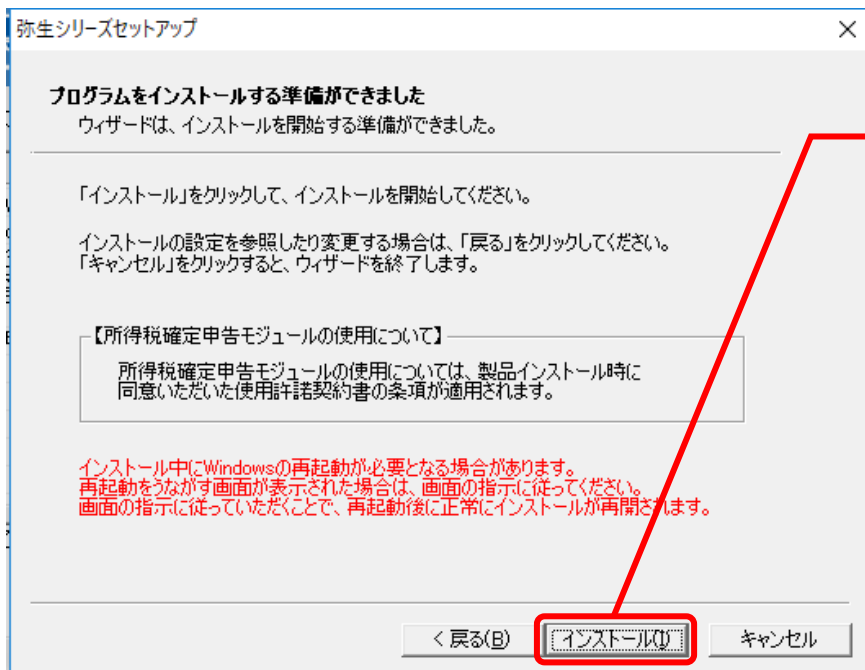 弥生シリーズセットアップ
プログラムをインストールする準備ができました
ウィザードは、インストールを開始する準備ができました。
「インストール」をクリックして、インストールを開始してください。
インストールの設定を参照したり変更する場合は、「戻る」をクリックしてください。
「キャンセル」をクリックすると、ウィザードを終了します。
【所得税確定申告モジュールの使用について】
所得税確定申告モジュールの使用については、製品インストール時に
同意いただいた使用許諾契約書の条項が適用されます。
インストール中にWindowsの再起動が必要となる場合があります。
再起動をうながす画面が表示された場合は、画面の指示に従ってください。
画面の指示に従っていただくことで、再起動後に正常にインストールが再開されます。
< 戻る(B) インストール(I) キャンセル